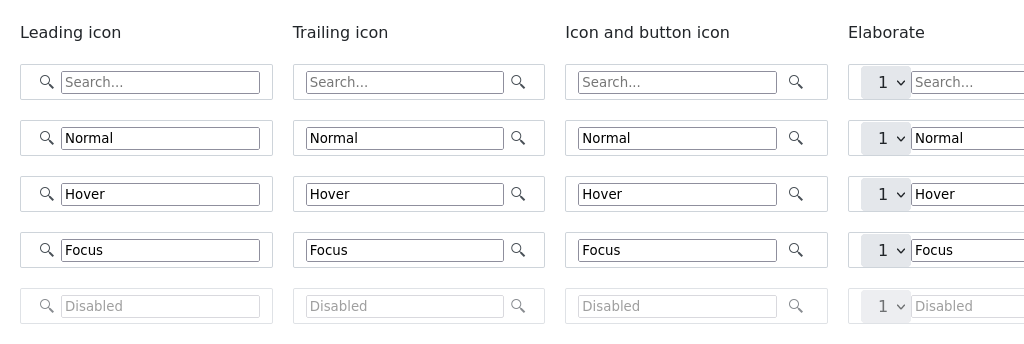 Leading icon Trailing icon Icon and button icon Elaborate
Search... Search... Search... 1 Search...
Normal Normal Normal 1 Normal
Hover Hover Hover 1 Hover
Focus Focus Focus 1 Focus
Disabled Disabled Disabled 1 Disabled